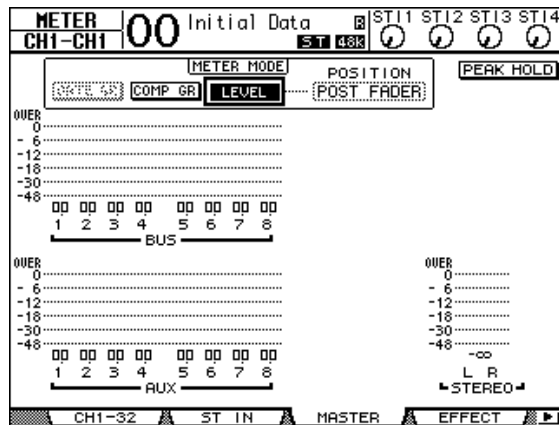 METER
CH1-CH1
00 Initial Data R
ST 48K
STI1 STI2 STI3 STI4
METER MODE
GATE GR COMP GR LEVEL
POSITION
POST FADER
PEAK HOLD
OVER
0
- 6
-12
-18
-30
-48
00 00 00 00 00 00 00 00
1 2 3 4 5 6 7 8
BUS
OVER
0
- 6
-12
-18
-30
-48
00 00 00 00 00 00 00 00
1 2 3 4 5 6 7 8
AUX
OVER
0
- 6
-12
-18
-30
-48
-∞
L R
STEREO
CH1-32 ST IN MASTER EFFECT